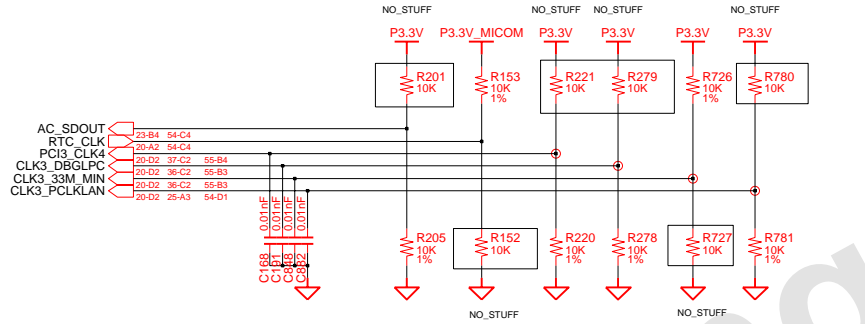 NO_STUFF NO_STUFF NO_STUFF NO_STUFF
P3.3V P3.3V_MICOM P3.3V P3.3V P3.3V P3.3V
R201 R153 R221 R279 R726 R780
10K 10K 10K 10K 10K 10K
1% 1%
AC_SDOUT 23-B4 54-C4
RTC_CLK 20-A2 54-C4
PCI3_CLK4 20-D2 37-C2 55-B4
CLK3_DBGLPC 20-D2 36-C2 55-B3
CLK3_33M_MIN 20-D2 36-C2 55-B3
CLK3_PCLKLAN 20-D2 25-A3 54-D1
0.01nF 0.01nF 0.01nF 0.01nF
C168 C191 C848 C882
R205 R152 R220 R278 R727 R781
10K 10K 10K 10K 10K 10K
1% 1% 1% 1%
NO_STUFF NO_STUFF